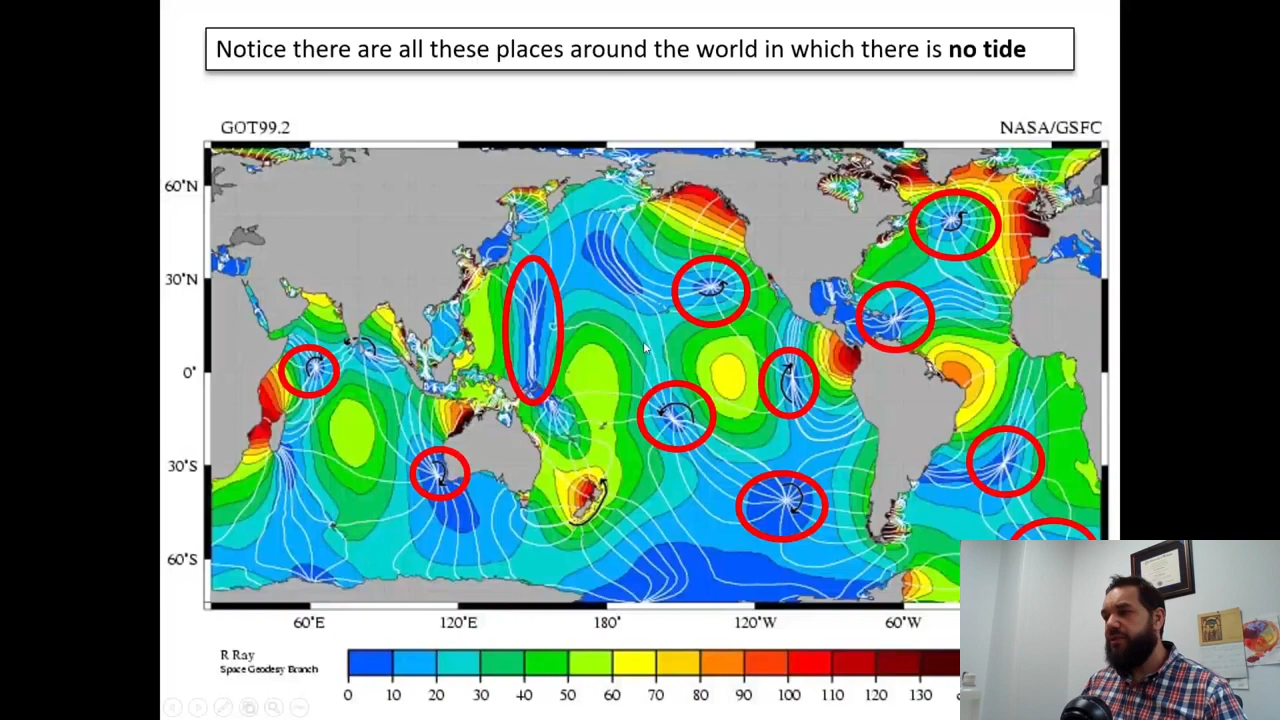 Notice there are all these places around the world in which there is no tide
GOT99.2
NASA/GSFC
60°N
30°N
0°
30°S
60°S
60°E 120°E 180° 120°W 60°W
R Ray
Space Geodesy Branch
0 10 20 30 40 50 60 70 80 90 100 110 120 130